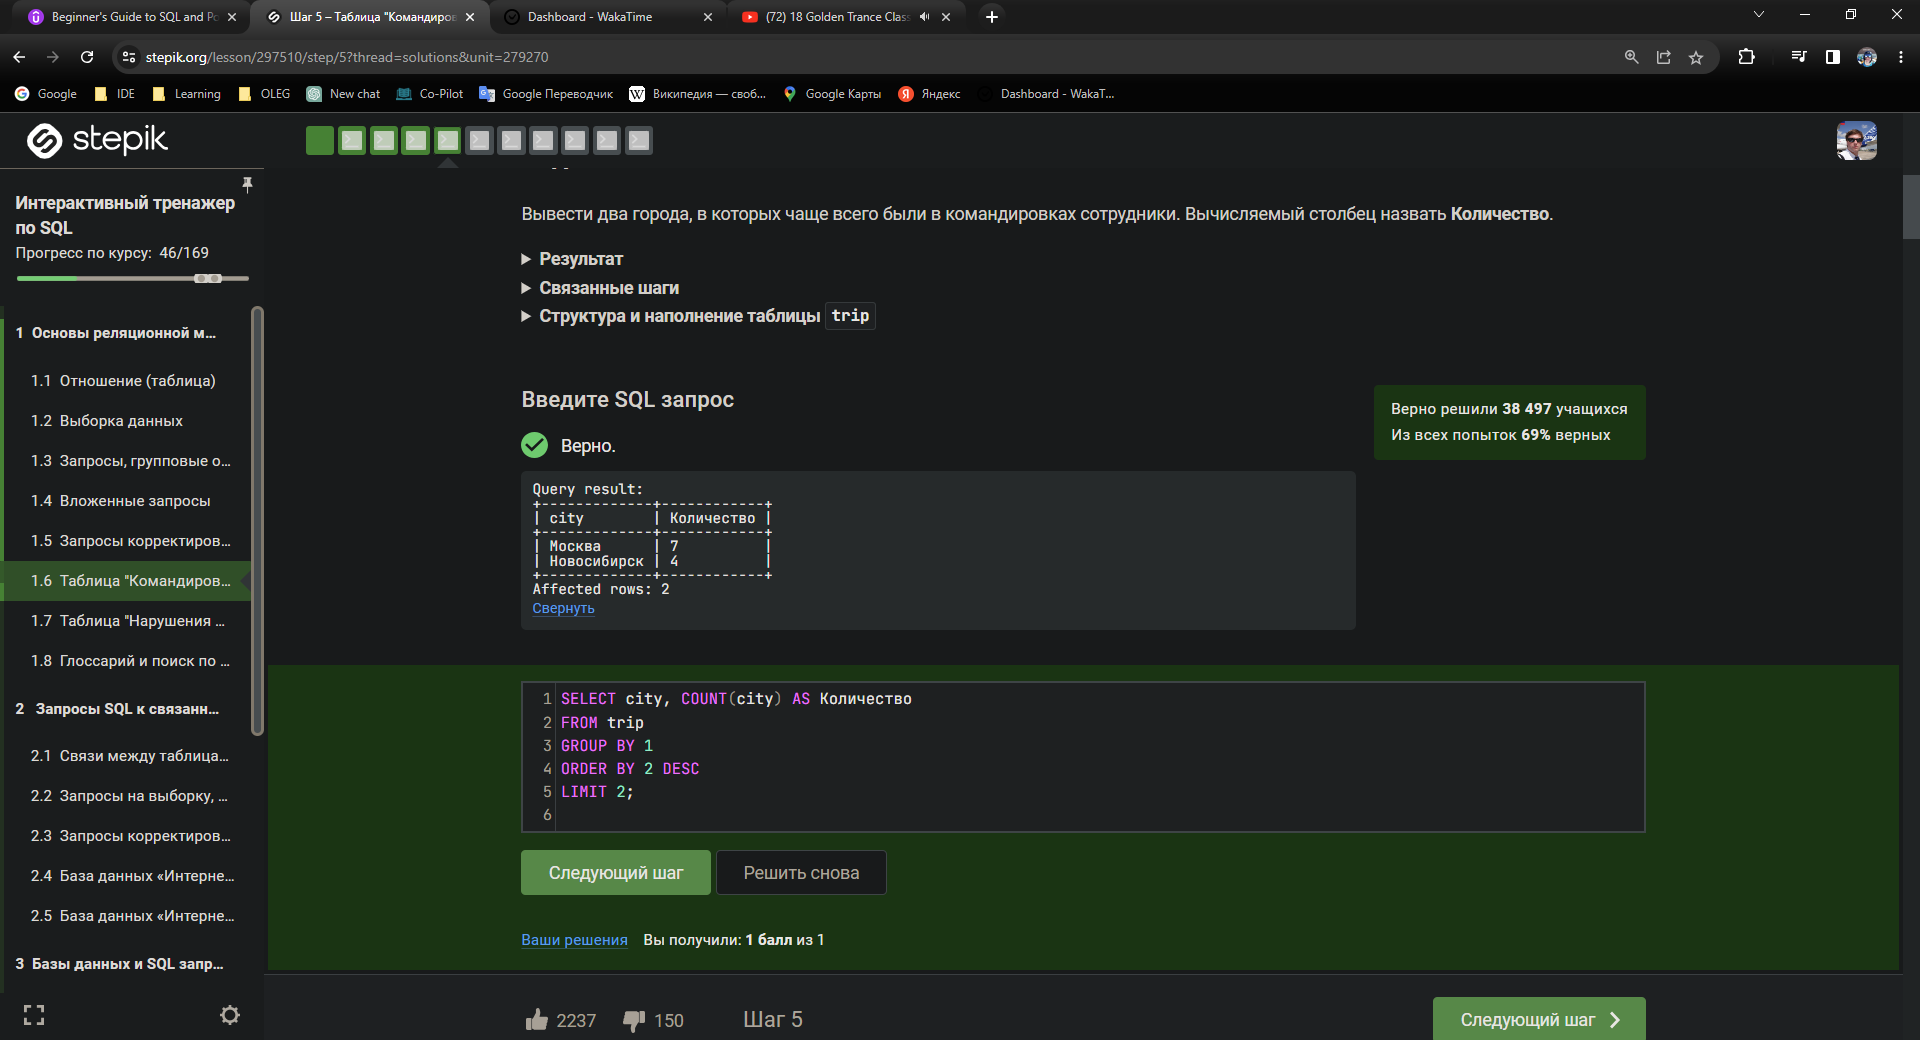 Beginner's Guide to SQL and Po
Шаг 5 – Таблица "Командиров
Dashboard - WakaTime
(72) 18 Golden Trance Clas
stepik.org/lesson/297510/step/5?thread=solutions&unit=279270
Google
IDE
Learning
OLEG
New chat
Co-Pilot
Google Переводчик
Википедия — своб...
Google Карты
Яндекс
Dashboard - WakaT...
stepik
Интерактивный тренажер
по SQL
Прогресс по курсу: 46/169
1 Основы реляционной м...
1.1 Отношение (таблица)
1.2 Выборка данных
1.3 Запросы, групповые о...
1.4 Вложенные запросы
1.5 Запросы корректиров...
1.6 Таблица "Командиров...
1.7 Таблица "Нарушения ...
1.8 Глоссарий и поиск по ...
2 Запросы SQL к связанн...
2.1 Связи между таблица...
2.2 Запросы на выборку, ...
2.3 Запросы корректиров...
2.4 База данных «Интерне...
2.5 База данных «Интерне...
3 Базы данных и SQL запр...
Вывести два города, в которых чаще всего были в командировках сотрудники. Вычисляемый столбец назвать Количество.
Результат
Связанные шаги
Структура и наполнение таблицы trip
Введите SQL запрос
Верно решили 38 497 учащихся
Из всех попыток 69% верных
Верно.
Query result:
+-------------+------------+
| city        | Количество |
+-------------+------------+
| Москва      | 7          |
| Новосибирск | 4          |
+-------------+------------+
Affected rows: 2
Свернуть
1 SELECT city, COUNT(city) AS Количество
2 FROM trip
3 GROUP BY 1
4 ORDER BY 2 DESC
5 LIMIT 2;
6
Следующий шаг
Решить снова
Ваши решения Вы получили: 1 балл из 1
2237
150
Шаг 5
Следующий шаг